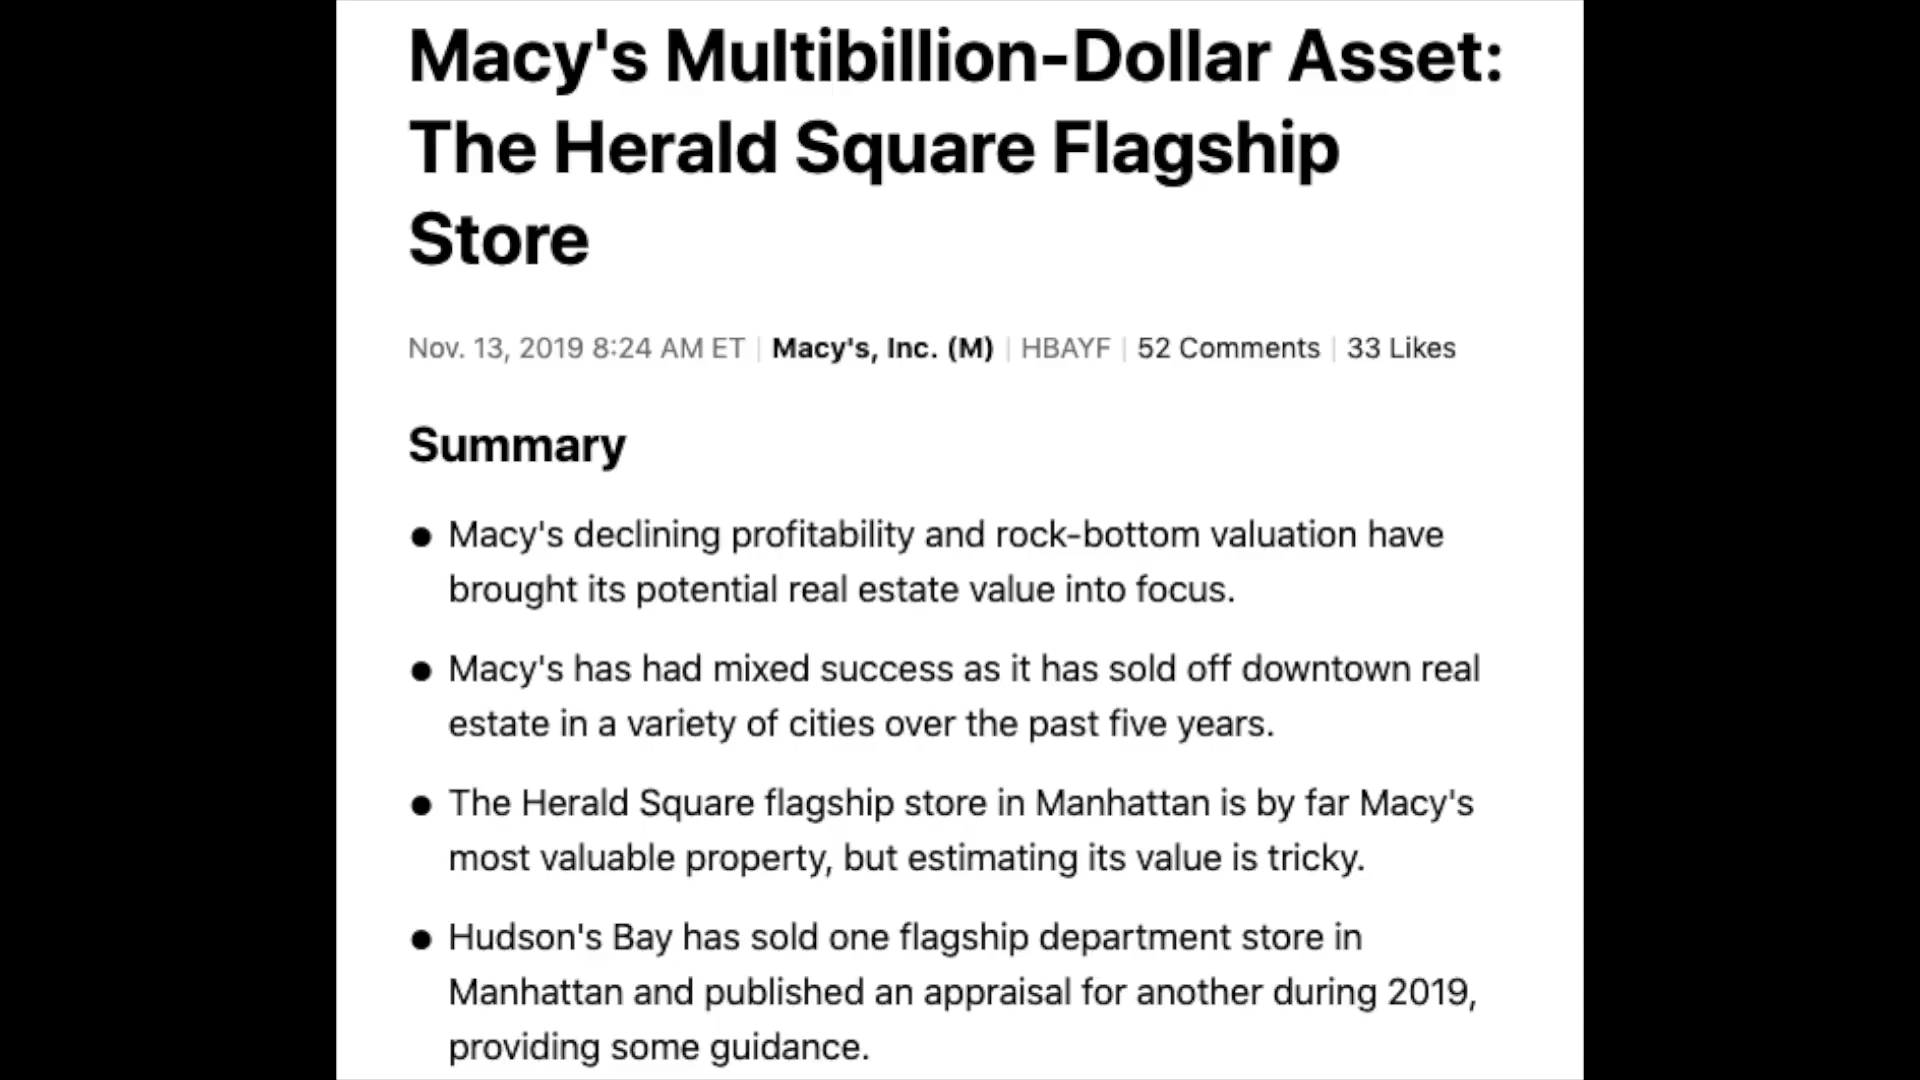 Macy's Multibillion-Dollar Asset:
The Herald Square Flagship
Store
Nov. 13, 2019 8:24 AM ET | Macy's, Inc. (M) | HBAYF | 52 Comments | 33 Likes
Summary
● Macy's declining profitability and rock-bottom valuation have
brought its potential real estate value into focus.
● Macy's has had mixed success as it has sold off downtown real
estate in a variety of cities over the past five years.
● The Herald Square flagship store in Manhattan is by far Macy's
most valuable property, but estimating its value is tricky.
● Hudson's Bay has sold one flagship department store in
Manhattan and published an appraisal for another during 2019,
providing some guidance.